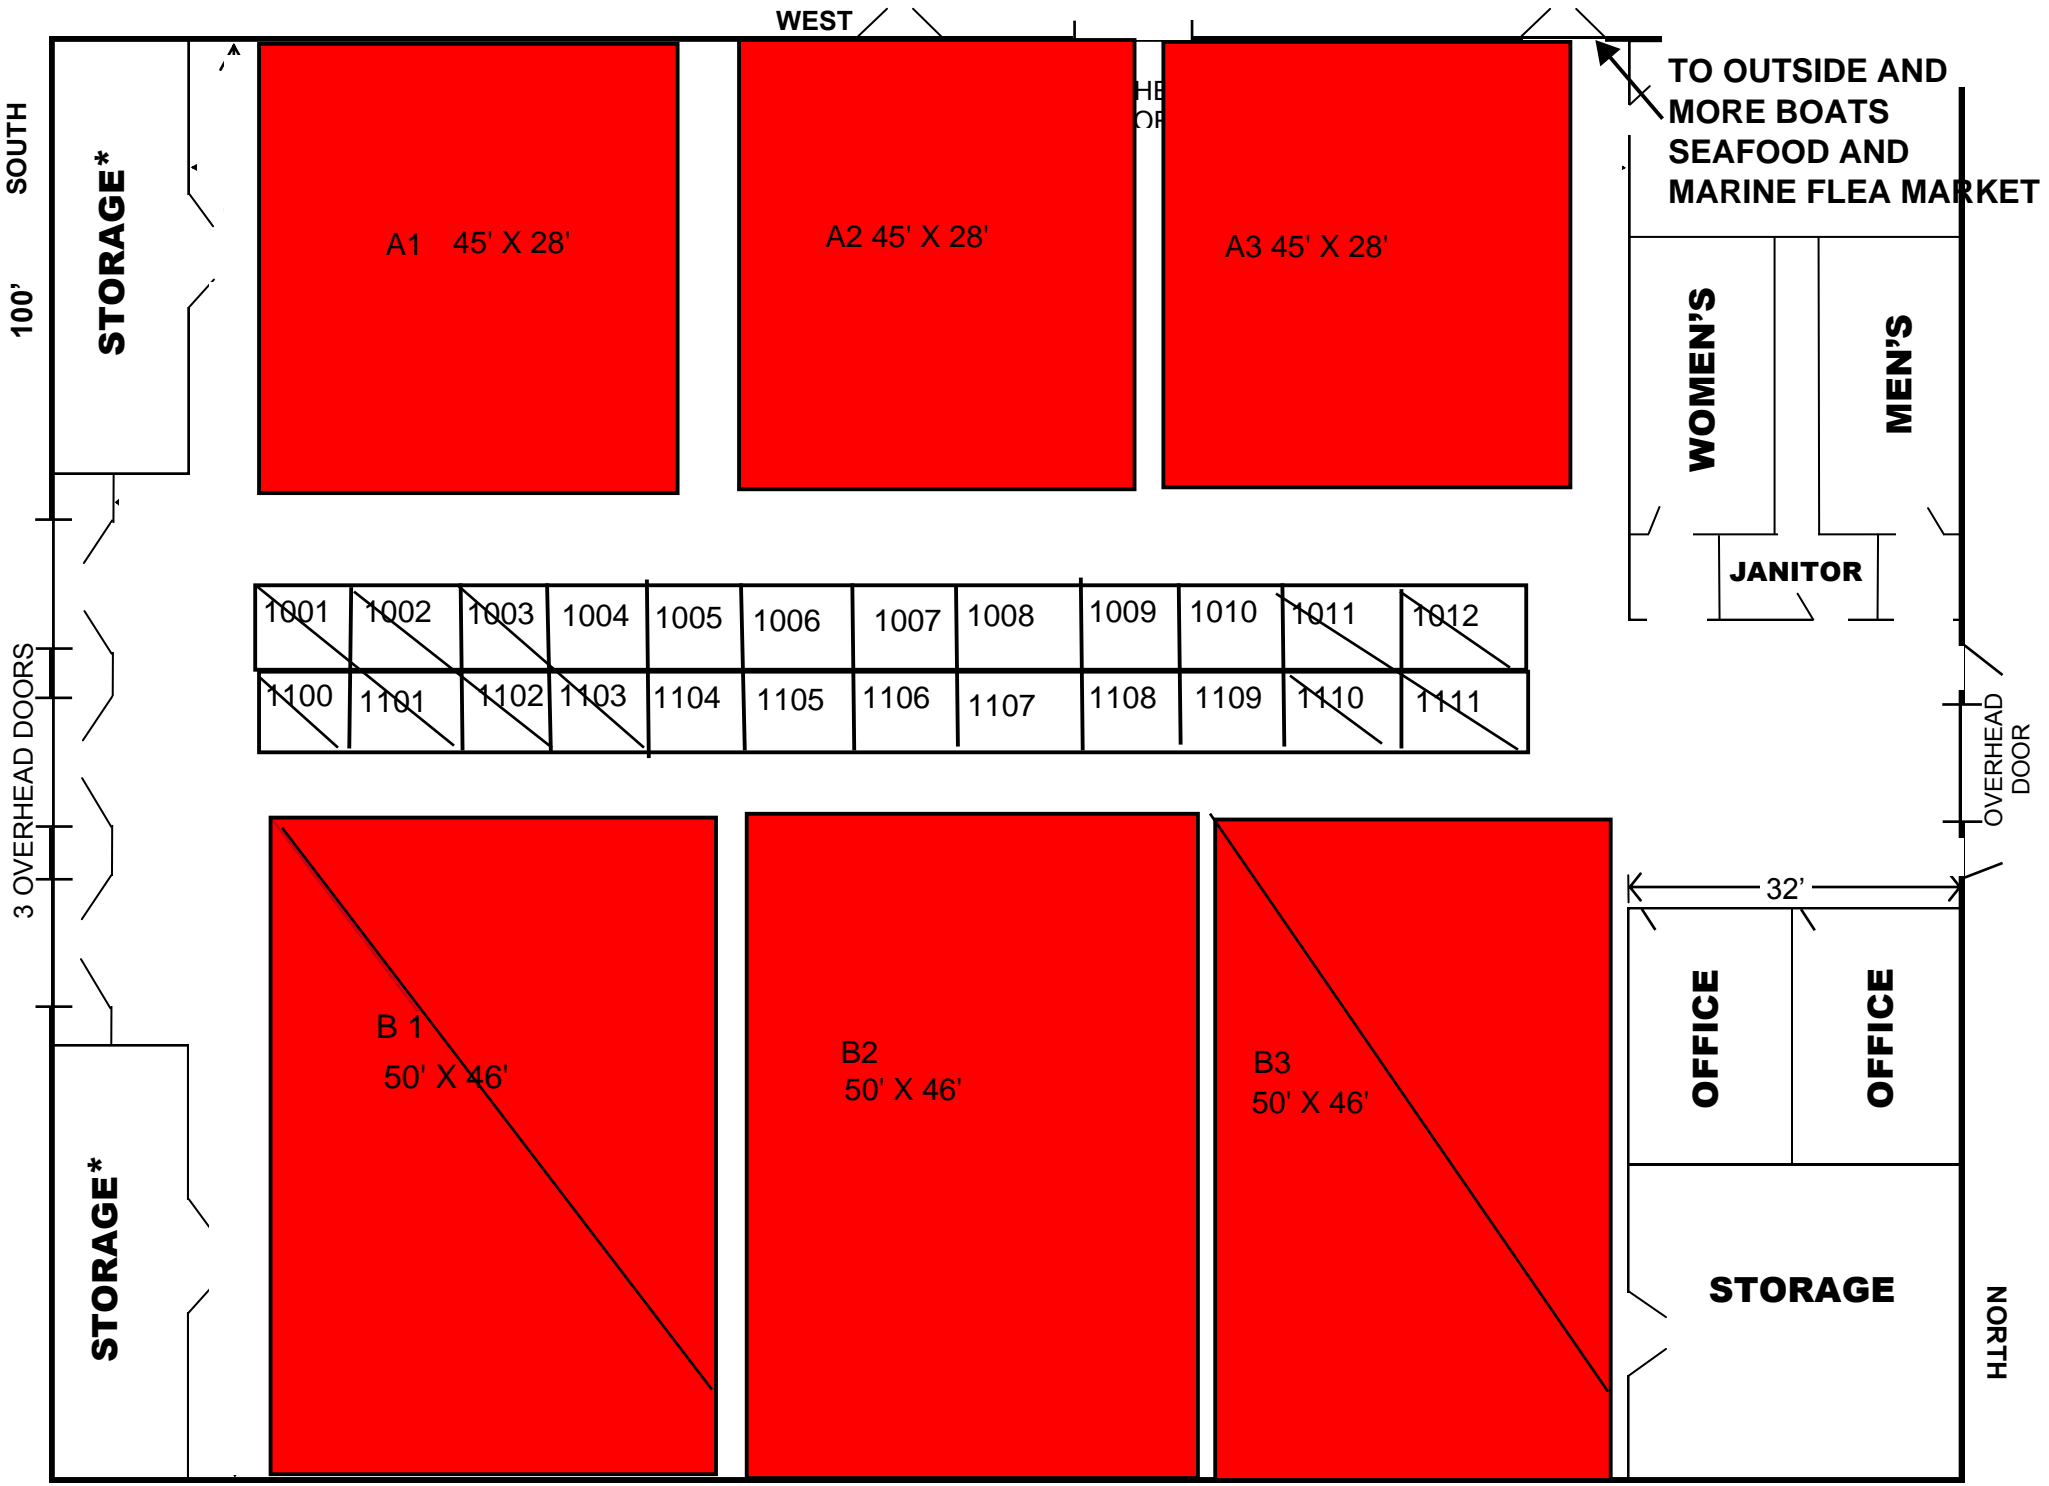 WEST
TO OUTSIDE AND
MORE BOATS
SEAFOOD AND
MARINE FLEA MARKET
HE
OR
SOUTH
100’
STORAGE*
A1 45' X 28'
A2 45' X 28'
A3 45' X 28'
WOMEN’S
MEN’S
JANITOR
1001 1002 1003 1004 1005 1006 1007 1008 1009 1010 1011 1012
1100 1101 1102 1103 1104 1105 1106 1107 1108 1109 1110 1111
3 OVERHEAD DOORS
OVERHEAD
DOOR
32’
B 1
50' X 46'
B2
50' X 46'
B3
50' X 46'
OFFICE
OFFICE
STORAGE*
STORAGE
NORTH